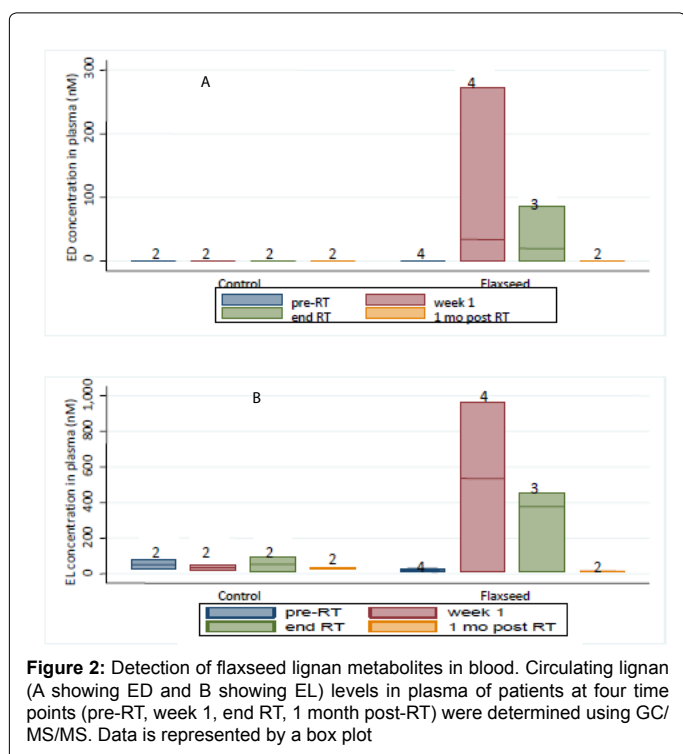 A
ED concentration in plasma (nM)
300
200
100
0
2 2 2 2 4 4 3 2
Control Flaxseed
pre-RT week 1
end RT 1 mo post RT
B
EL concentration in plasma (nM)
1,000
800
600
400
200
0
2 2 2 2 4 4 3 2
Control Flaxseed
pre-RT week 1
end RT 1 mo post RT
Figure 2: Detection of flaxseed lignan metabolites in blood. Circulating lignan
(A showing ED and B showing EL) levels in plasma of patients at four time
points (pre-RT, week 1, end RT, 1 month post-RT) were determined using GC/
MS/MS. Data is represented by a box plot